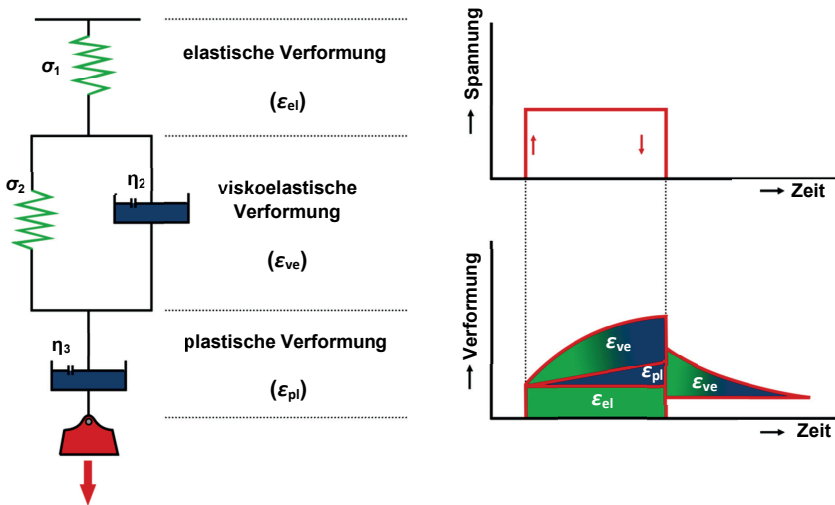 σ1
elastische Verformung
(εel)
σ2
η2
viskoelastische
Verformung
(εve)
η3
plastische Verformung
(εpl)
Spannung
Zeit
Verformung
εve
εpl
εel
εve
Zeit